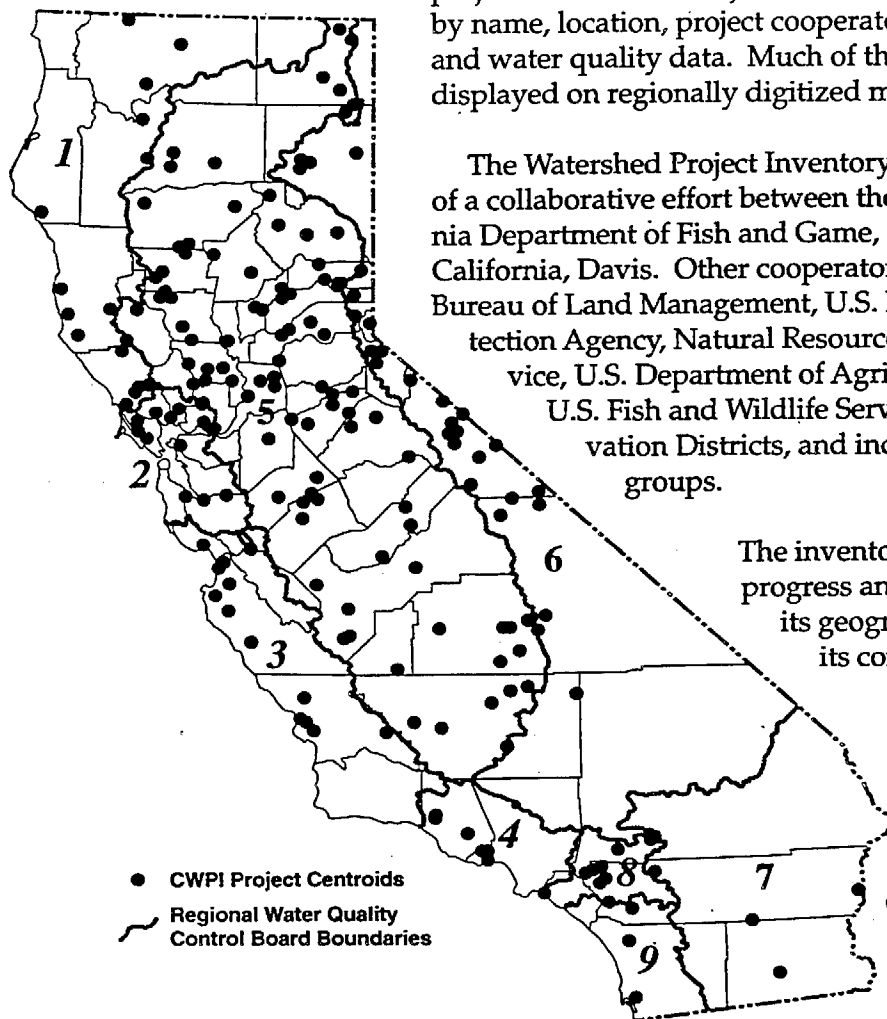 by name, location, project cooperat
and water quality data. Much of th
displayed on regionally digitized m
The Watershed Project Inventory
of a collaborative effort between the
nia Department of Fish and Game,
California, Davis. Other cooperator
Bureau of Land Management, U.S.
tection Agency, Natural Resourc
vice, U.S. Department of Agri
U.S. Fish and Wildlife Serv
vation Districts, and inc
groups.
The invento
progress an
its geogr
its co
1
5
2
6
3
4
8
7
9
CWPI Project Centroids
Regional Water Quality
Control Board Boundaries